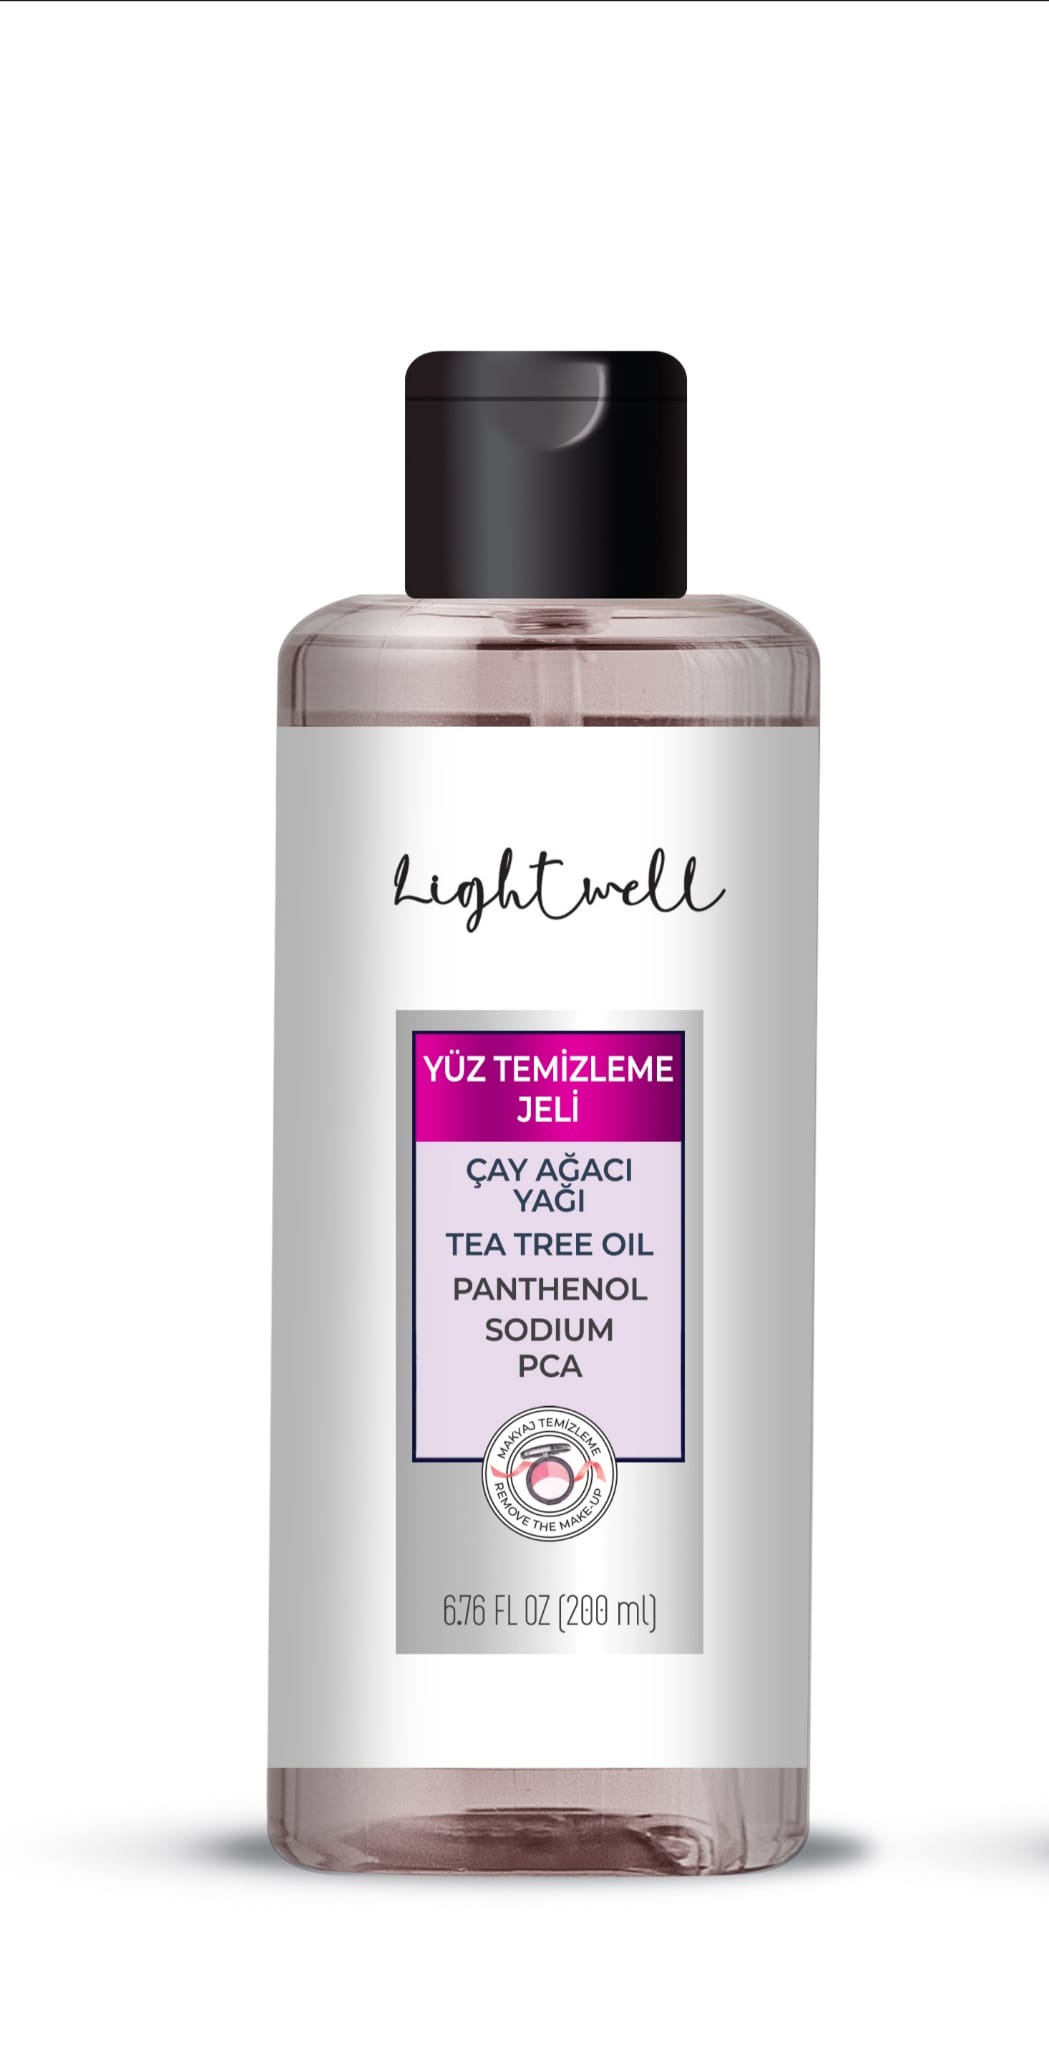 Lightwell
YÜZ TEMİZLEME
JELİ
ÇAY AĞACI
YAĞI
TEA TREE OIL
PANTHENOL
SODIUM
PCA
MAKYAJ TEMİZLEME
REMOVE THE MAKE-UP
6.76 FL OZ (200 ml)